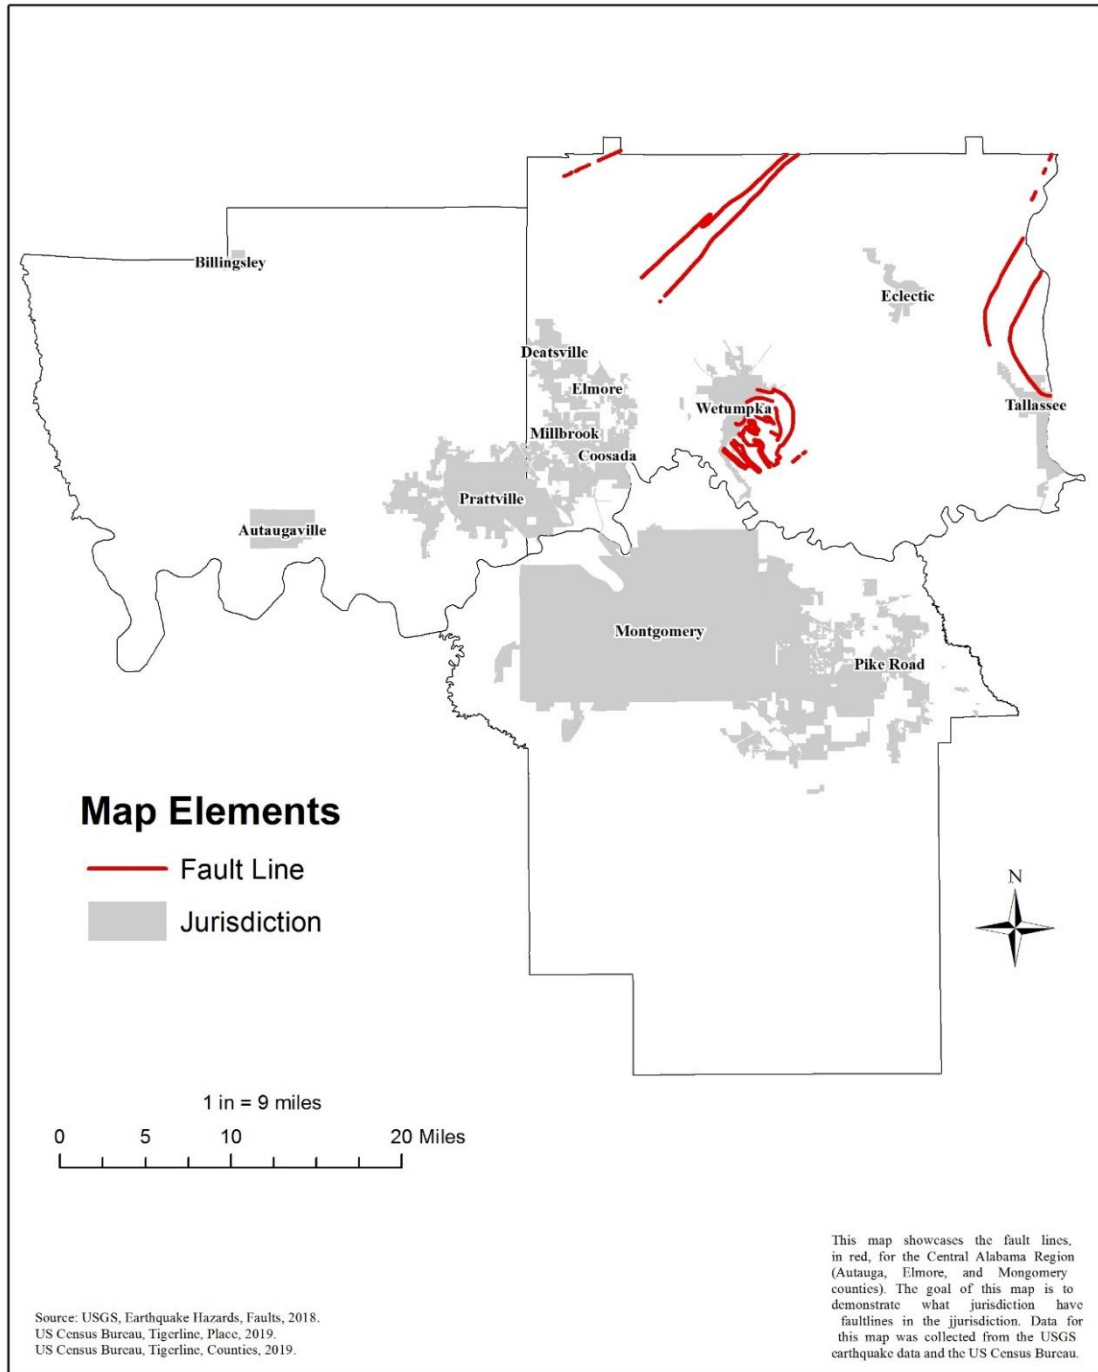 Billingsley
Eclectic
Deatsville
Elmore
Wetumpka
Tallassee
Millbrook
Coosada
Prattville
Autaugaville
Montgomery
Pike Road
Map Elements
Fault Line
Jurisdiction
N
1 in = 9 miles
0 5 10 20 Miles
This map showcases the fault lines,
in red, for the Central Alabama Region
(Autauga, Elmore, and Mongomery
counties). The goal of this map is to
demonstrate what jurisdiction have
faultlines in the jjurisdiction. Data for
this map was collected from the USGS
earthquake data and the US Census Bureau.
Source: USGS, Earthquake Hazards, Faults, 2018.
US Census Bureau, Tigerline, Place, 2019.
US Census Bureau, Tigerline, Counties, 2019.